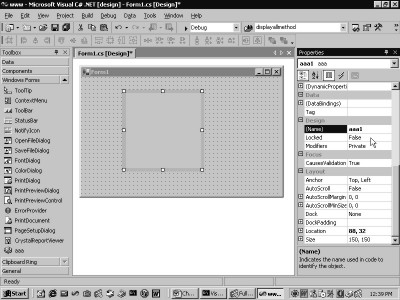 www - Microsoft Visual C# .NET [design] - Form1.cs [Design]*
File Edit View Project Build Debug Data Tools Window Help
Debug
displayallmethod
Toolbox
Data
Components
Windows Forms
ToolTip
ContextMenu
ToolBar
StatusBar
NotifyIcon
OpenFileDialog
SaveFileDialog
FontDialog
ColorDialog
PrintDialog
PrintPreviewDialog
PrintPreviewControl
ErrorProvider
PrintDocument
PageSetupDialog
CrystalReportViewer
aaa
Clipboard Ring
General
Form1.cs [Design]*
Form1
Properties
aaa1 aaa
(DynamicProperti
Data
(DataBindings)
Tag
Design
(Name) aaa1
Locked False
Modifiers Private
Focus
CausesValidation True
Layout
Anchor Top, Left
AutoScroll False
AutoScrollMargin 0, 0
AutoScrollMinSize 0, 0
Dock None
DockPadding
Location 88, 32
Size 150, 150
(Name)
Indicates the name used in code to
identify the object.
Ready
Start
12:39 PM